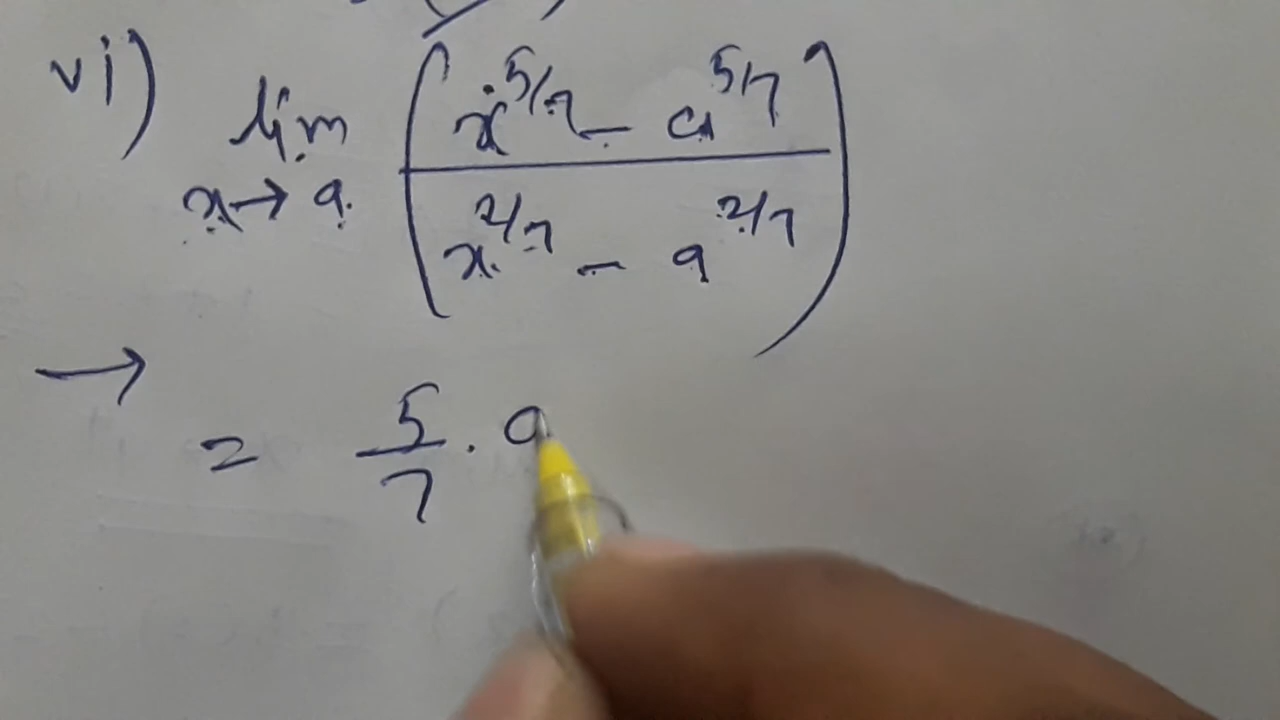 vi) lim x→a ( x^5/7 - a^5/7 / x^2/7 - a^2/7 )
→
= 5/7 . a